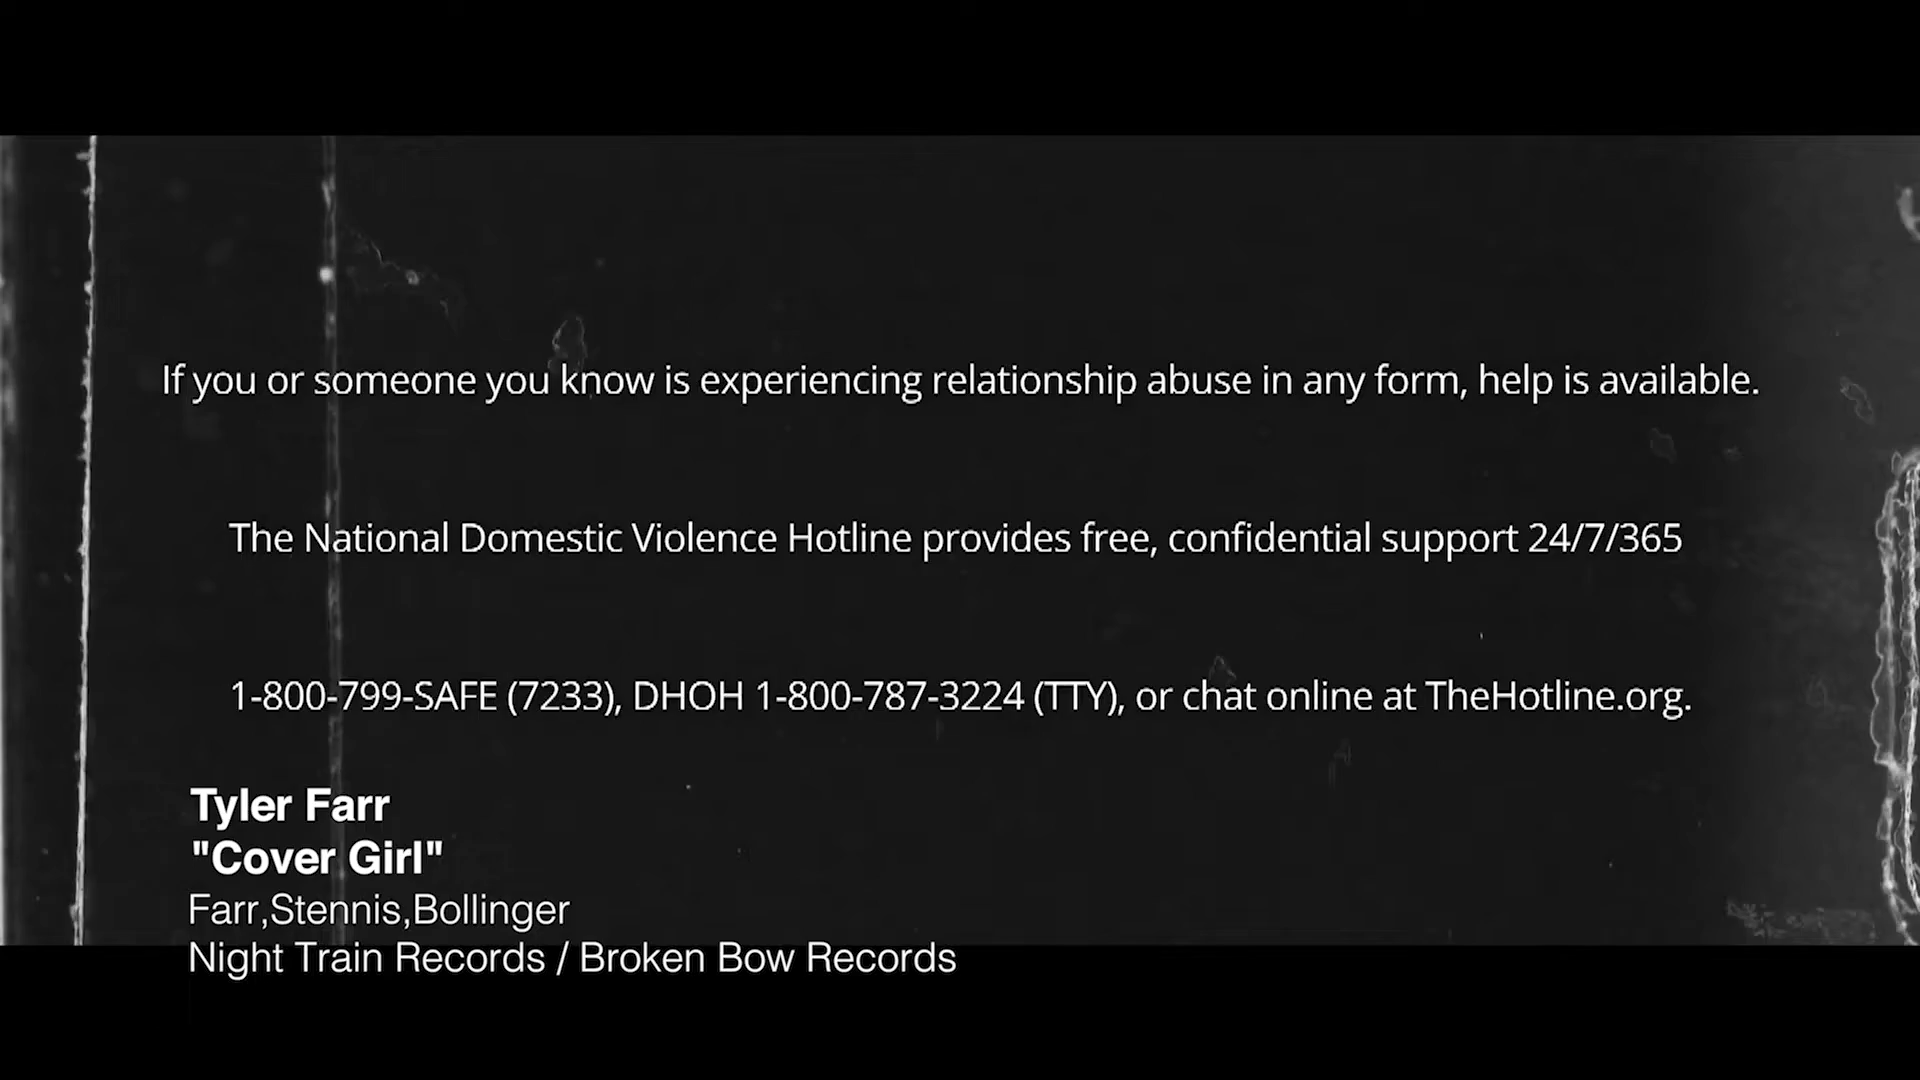 If you or someone you know is experiencing relationship abuse in any form, help is available.
The National Domestic Violence Hotline provides free, confidential support 24/7/365
1-800-799-SAFE (7233), DHOH 1-800-787-3224 (TTY), or chat online at TheHotline.org.
Tyler Farr
"Cover Girl"
Farr,Stennis,Bollinger
Night Train Records / Broken Bow Records